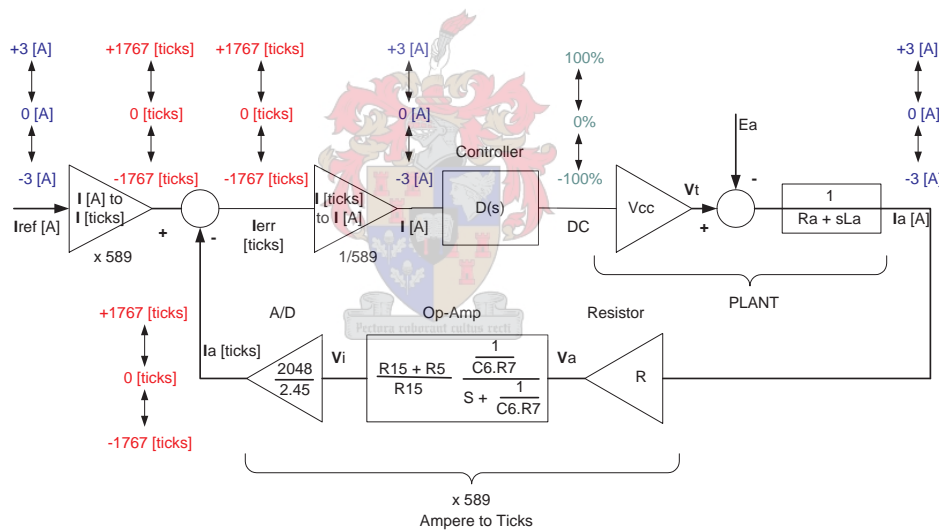 +3 [A]
+1767 [ticks]
+1767 [ticks]
+3 [A]
100%
+3 [A]
0 [A]
0 [ticks]
0 [ticks]
0 [A]
0%
Ea
0 [A]
Controller
-3 [A]
-1767 [ticks]
-1767 [ticks]
-3 [A]
-100%
-
-3 [A]
I [A] to
I [ticks]
I [ticks]
to I [A]
D(s)
Vcc
Vt
1
Ra + sLa
Iref [A]
+
-
Ierr
[ticks]
I [A]
DC
+
Ia [A]
x 589
1/589
PLANT
A/D
Op-Amp
Resistor
Pectora roborant cultus recti
+1767 [ticks]
Ia [ticks]
Vi
Va
0 [ticks]
2048
2.45
R15 + R5
R15
1
C6.R7
S +
1
C6.R7
R
-1767 [ticks]
x 589
Ampere to Ticks